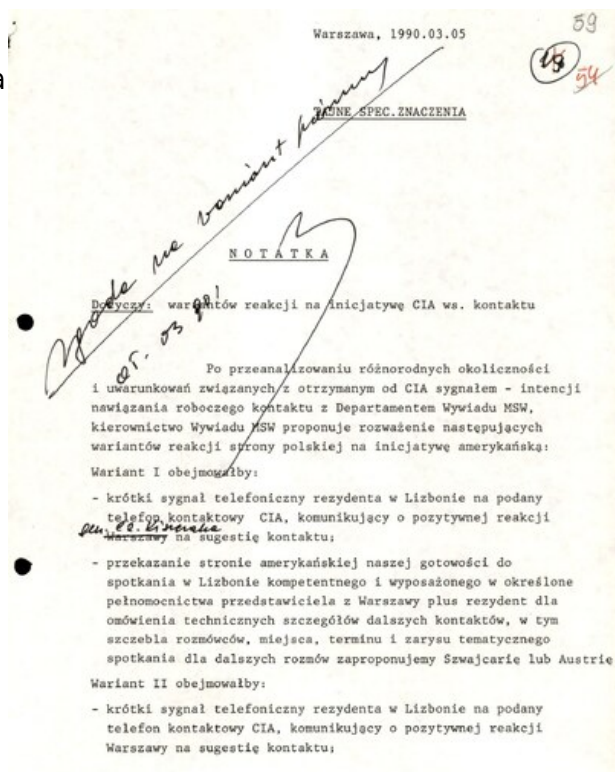 59
Warszawa, 1990.03.05
19
54
a
TAJNE SPEC.ZNACZENIA
Zgoda na wariant
N O T A T K A
Dotyczy: wariantów reakcji na inicjatywę CIA ws. kontaktu
05. 03 90!
Po przeanalizowaniu różnorodnych okoliczności
i uwarunkowań związanych z otrzymanym od CIA sygnałem - intencji
nawiązania roboczego kontaktu z Departamentem Wywiadu MSW,
kierownictwo Wywiadu MSW proponuje rozważenie następujących
wariantów reakcji strony polskiej na inicjatywę amerykańską:
Wariant I obejmowałby:
- krótki sygnał telefoniczny rezydenta w Lizbonie na podany
telefon kontaktowy CIA, komunikujący o pozytywnej reakcji
gen. Cz. Kiszczaka
Warszawy na sugestię kontaktu;
- przekazanie stronie amerykańskiej naszej gotowości do
spotkania w Lizbonie kompetentnego i wyposażonego w określone
pełnomocnictwa przedstawiciela z Warszawy plus rezydent dla
omówienia technicznych szczegółów dalszych kontaktów, w tym
szczebla rozmówców, miejsca, terminu i zarysu tematycznego
spotkania dla dalszych rozmów zaproponujemy Szwajcarię lub Austrię
Wariant II obejmowałby:
- krótki sygnał telefoniczny rezydenta w Lizbonie na podany
telefon kontaktowy CIA, komunikujący o pozytywnej reakcji
Warszawy na sugestię kontaktu;